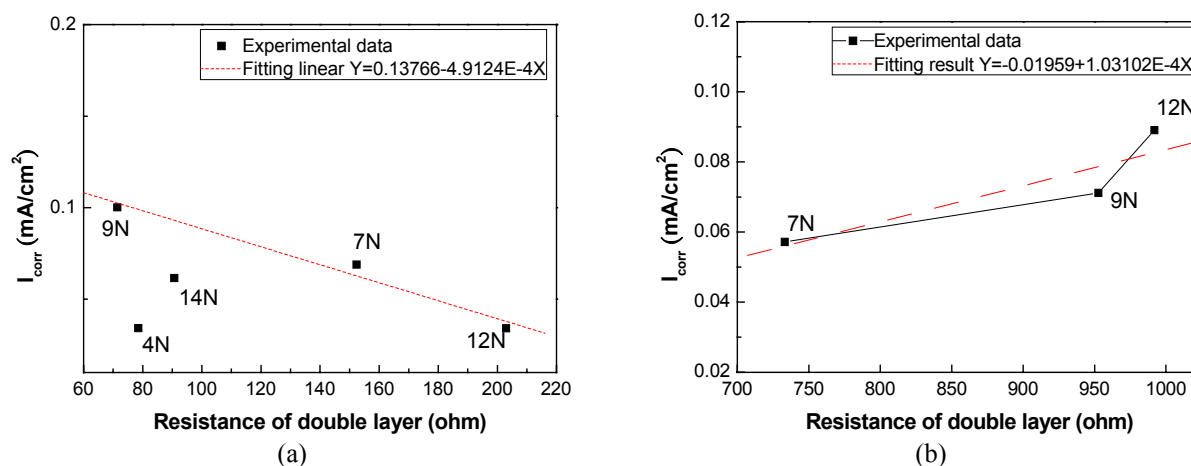 0.2
Experimental data
Fitting linear Y=0.13766-4.9124E-4X
0.1
9N
7N
14N
4N
12N
I_corr (mA/cm²)
60 80 100 120 140 160 180 200 220
Resistance of double layer (ohm)
(a)
0.12
Experimental data
Fitting result Y=-0.01959+1.03102E-4X
0.10
12N
0.08
9N
7N
0.06
0.04
0.02
I_corr (mA/cm²)
700 750 800 850 900 950 1000
Resistance of double layer (ohm)
(b)